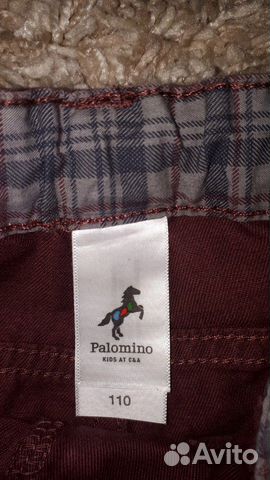 Palomino
KIDS AT C&A
110
Avito